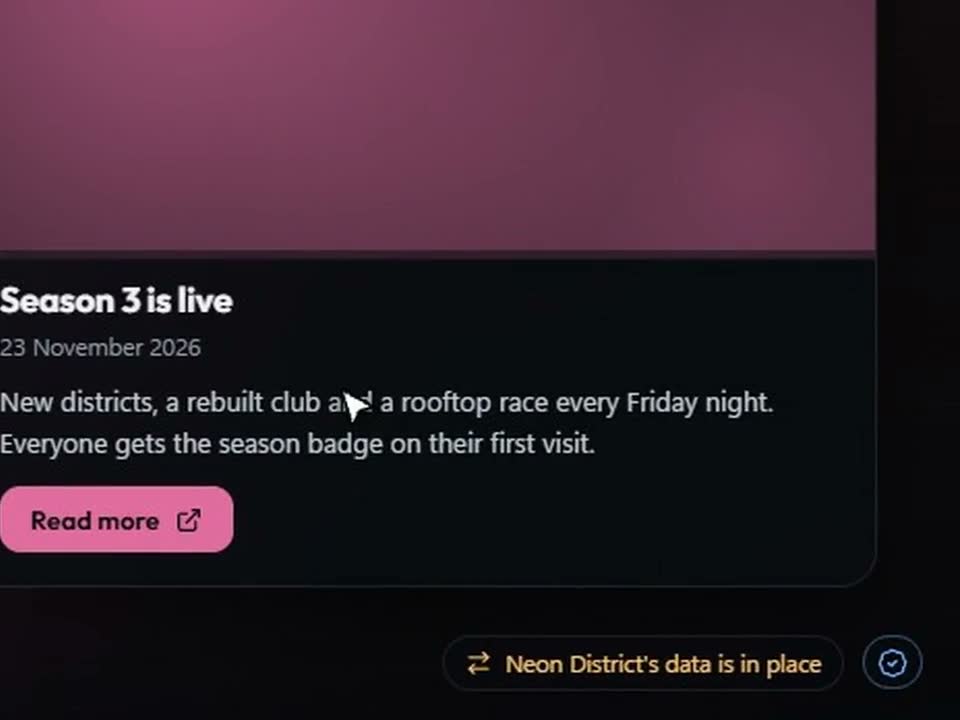 Season 3 is live
23 November 2026
New districts, a rebuilt club and a rooftop race every Friday night.
Everyone gets the season badge on their first visit.
Read more
Neon District's data is in place